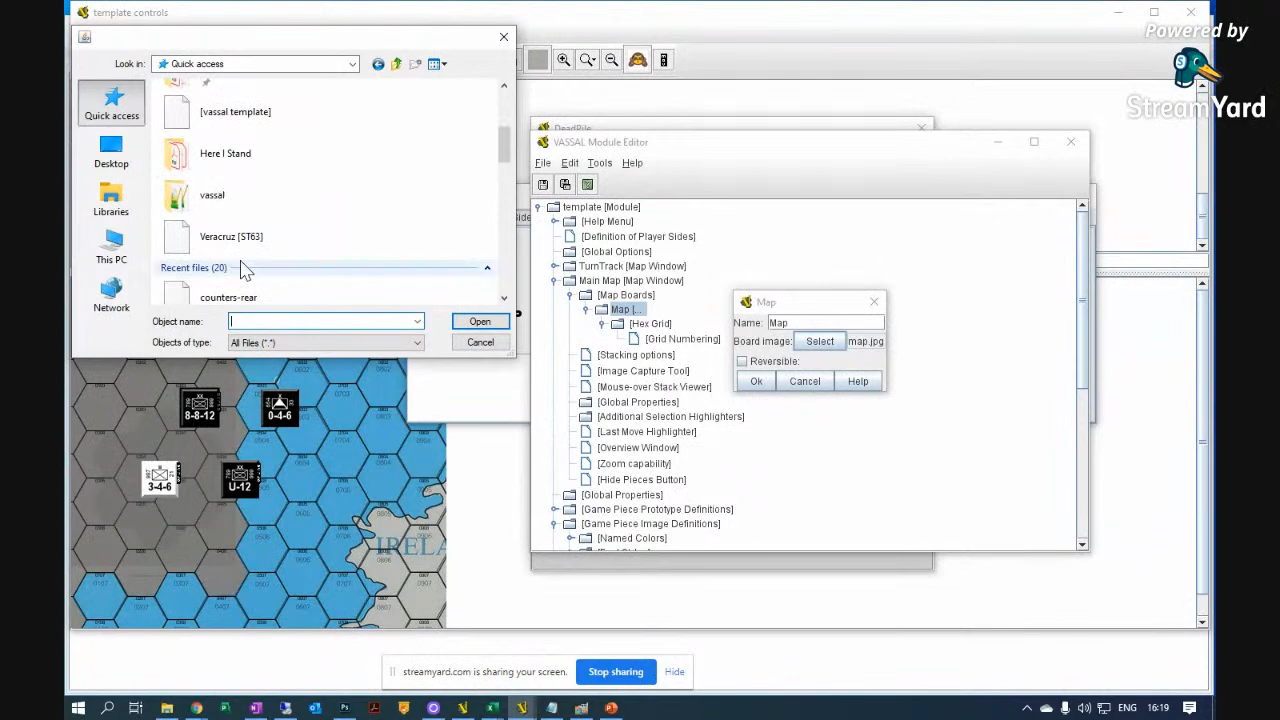 template controls
Powered by
StreamYard
Look in:
Quick access
Quick access
Desktop
Libraries
This PC
Network
[vassal template]
Here I Stand
vassal
Veracruz [ST63]
Recent files (20)
counters-rear
Object name:
Open
Objects of type:
All Files (*.*)
Cancel
DeadPile
VASSAL Module Editor
File Edit Tools Help
template [Module]
[Help Menu]
[Definition of Player Sides]
[Global Options]
TurnTrack [Map Window]
Main Map [Map Window]
[Map Boards]
Map [...
[Hex Grid]
[Grid Numbering]
[Stacking options]
[Image Capture Tool]
[Mouse-over Stack Viewer]
[Global Properties]
[Additional Selection Highlighters]
[Last Move Highlighter]
[Overview Window]
[Zoom capability]
[Hide Pieces Button]
[Global Properties]
[Game Piece Prototype Definitions]
[Game Piece Image Definitions]
[Named Colors]
Map
Name: Map
Board image: Select map.jpg
Reversible:
Ok Cancel Help
8-8-12
0-4-6
3-4-6
U-12
IRELA
streamyard.com is sharing your screen. Stop sharing Hide
ENG 16:19